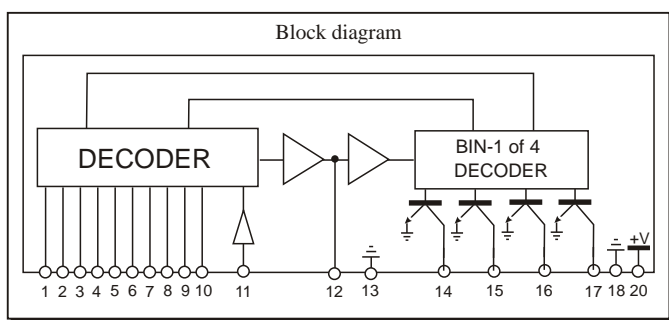 Block diagram
DECODER
BIN-1 of 4
DECODER
+V
1 2 3 4 5 6 7 8 9 10 11 12 13 14 15 16 17 18 20